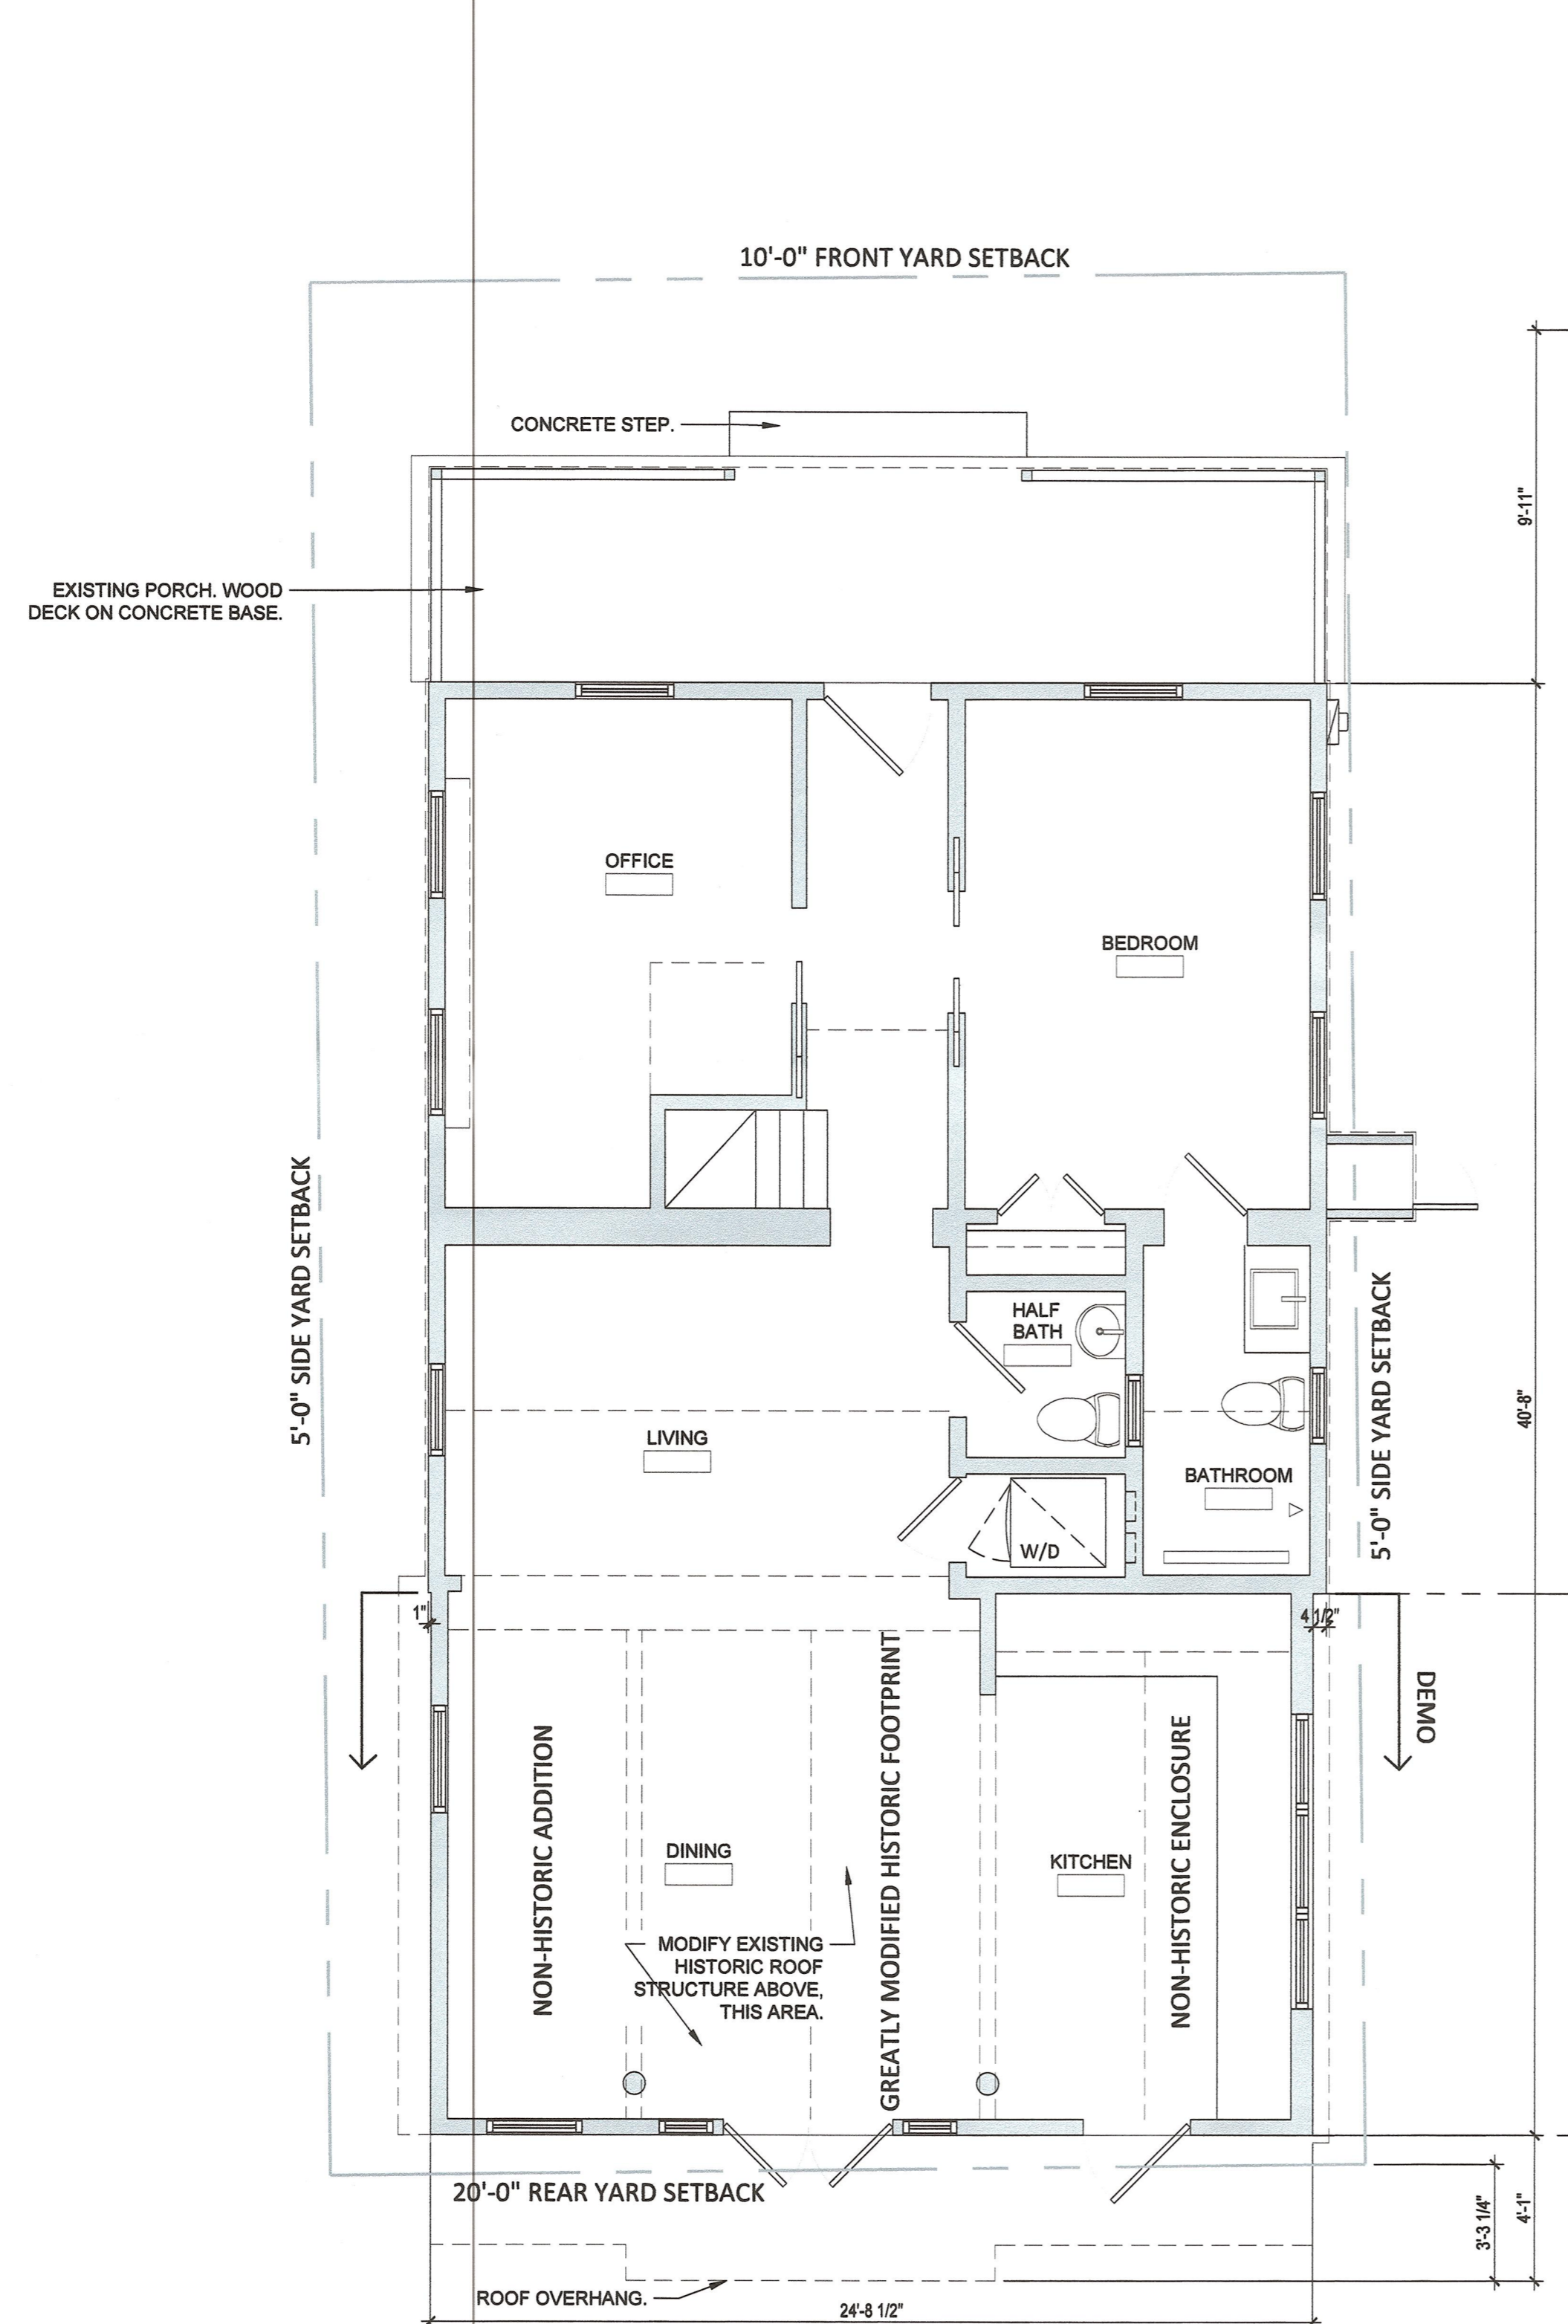 10'-0" FRONT YARD SETBACK
CONCRETE STEP.
9'-11"
EXISTING PORCH. WOOD
DECK ON CONCRETE BASE.
OFFICE
BEDROOM
5'-0" SIDE YARD SETBACK
HALF
BATH
5'-0" SIDE YARD SETBACK
40'-8"
LIVING
BATHROOM
W/D
1"
4 1/2"
DEMO
NON-HISTORIC ADDITION
GREATLY MODIFIED HISTORIC FOOTPRINT
NON-HISTORIC ENCLOSURE
DINING
KITCHEN
MODIFY EXISTING
HISTORIC ROOF
STRUCTURE ABOVE,
THIS AREA.
20'-0" REAR YARD SETBACK
3'-3 1/4"
4'-1"
ROOF OVERHANG.
24'-8 1/2"